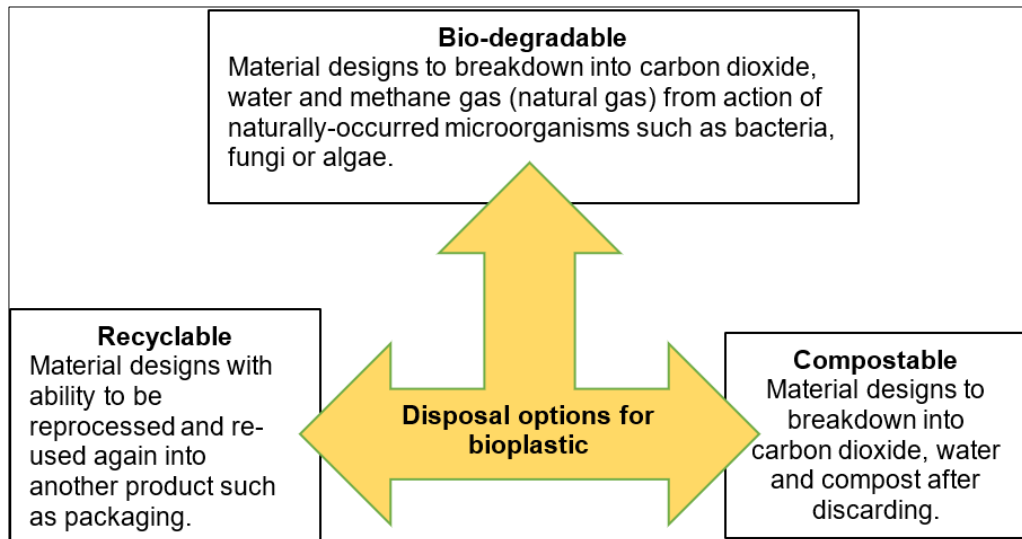 Bio-degradable
Material designs to breakdown into carbon dioxide,
water and methane gas (natural gas) from action of
naturally-occurred microorganisms such as bacteria,
fungi or algae.
Recyclable
Material designs with
ability to be
reprocessed and re-
used again into
another product such
as packaging.
Disposal options for
bioplastic
Compostable
Material designs to
breakdown into
carbon dioxide, water
and compost after
discarding.